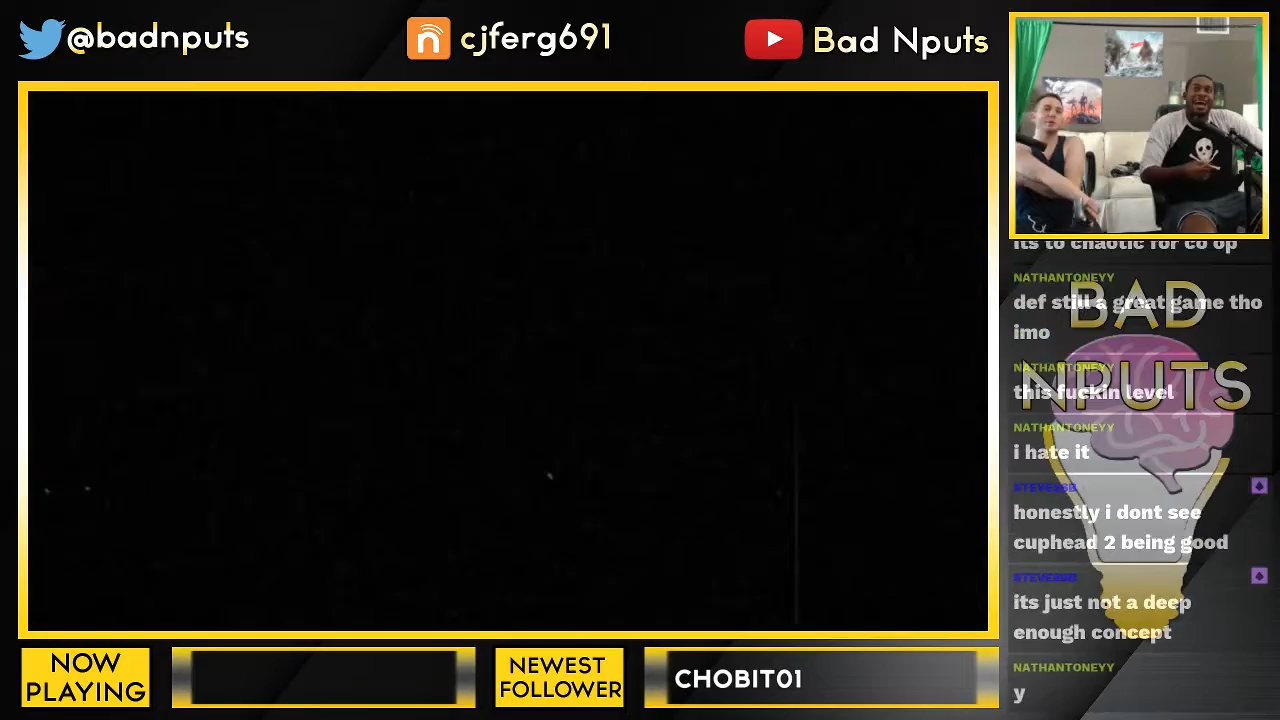 @badnputs
cjferg691
Bad Nputs
its to chaotic for co op
NATHANTONEYY
def still a great game tho
imo
NATHANTONEYY
this fuckin level
NATHANTONEYY
i hate it
honestly i dont see
cuphead 2 being good
its just not a deep
enough concept
NATHANTONEYY
y
BAD
NPUTS
NOW
PLAYING
NEWEST
FOLLOWER
CHOBIT01